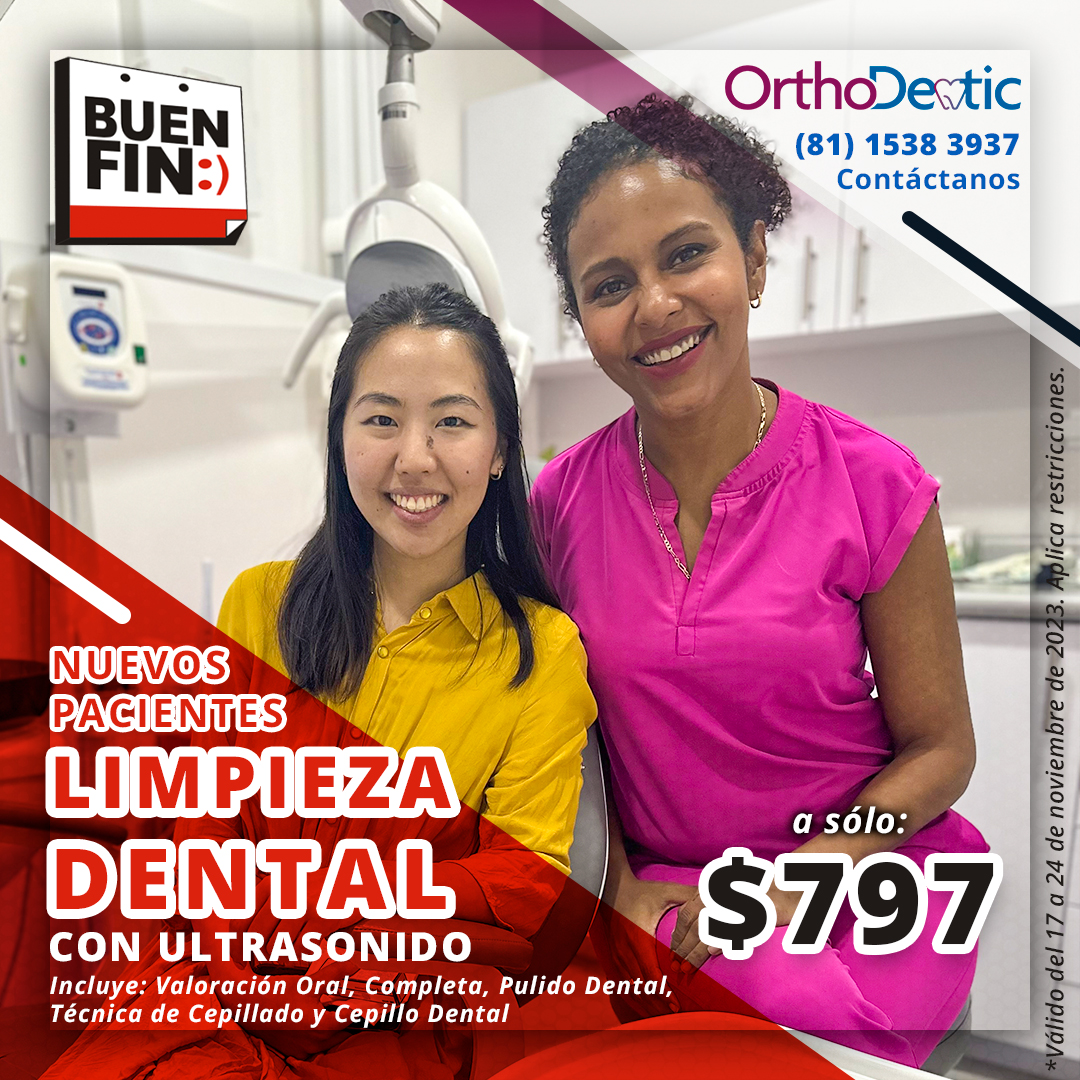 BUEN
FIN:)
OrthoDentic
(81) 1538 3937
Contáctanos
NUEVOS
PACIENTES
LIMPIEZA
DENTAL
CON ULTRASONIDO
Incluye: Valoración Oral, Completa, Pulido Dental,
Técnica de Cepillado y Cepillo Dental
a sólo:
$797
*Válido del 17 a 24 de noviembre de 2023. Aplica restricciones.